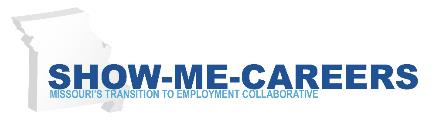 SHOW-ME-CAREERS
MISSOURI'S TRANSITION TO EMPLOYMENT COLLABORATIVE